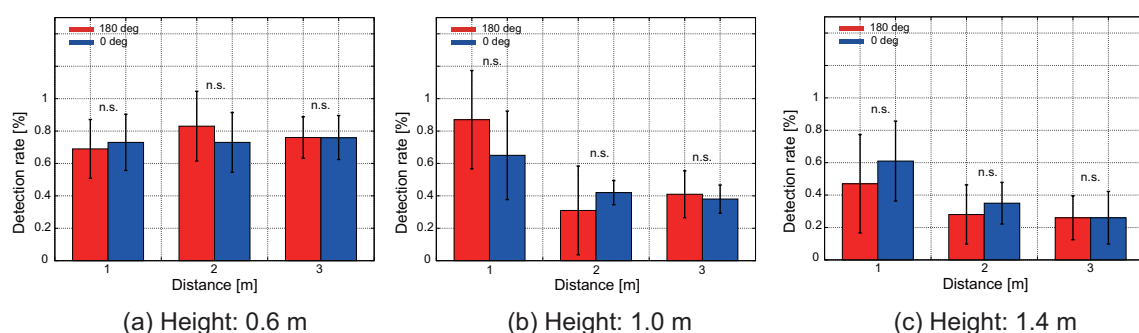 180 deg
0 deg
n.s.
n.s.
n.s.
Detection rate [%]
1
0.8
0.6
0.4
0.2
0
1
2
3
Distance [m]
(a) Height: 0.6 m
180 deg
0 deg
n.s.
n.s.
n.s.
Detection rate [%]
1
0.8
0.6
0.4
0.2
0
1
2
3
Distance [m]
(b) Height: 1.0 m
180 deg
0 deg
n.s.
n.s.
n.s.
Detection rate [%]
1
0.8
0.6
0.4
0.2
0
1
2
3
Distance [m]
(c) Height: 1.4 m